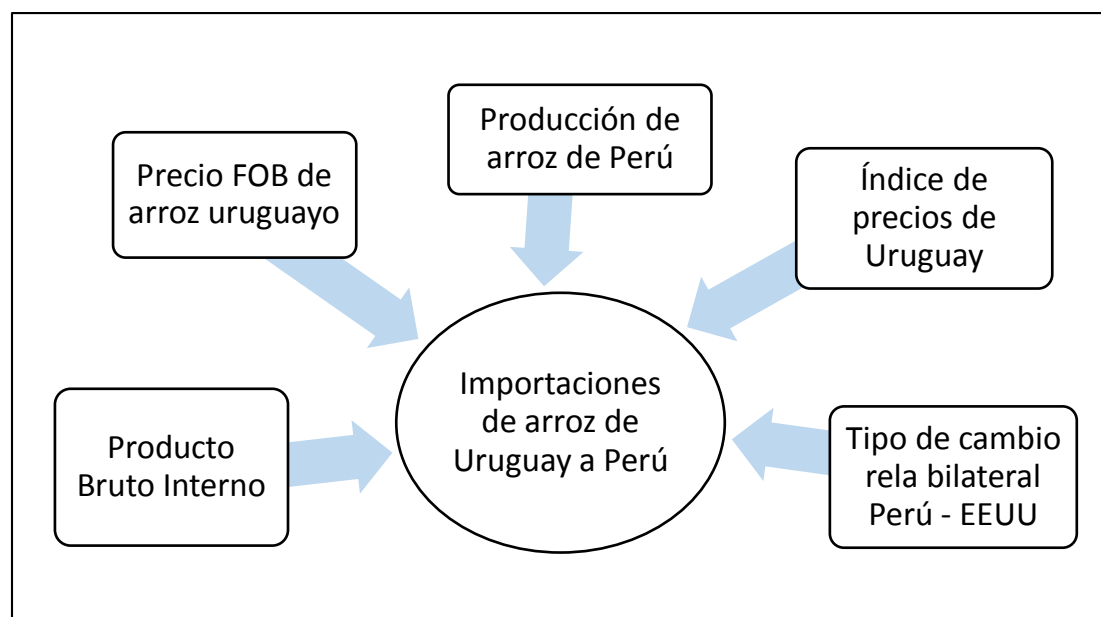 Producción de
arroz de Perú
Precio FOB de
arroz uruguayo
Índice de
precios de
Uruguay
Importaciones
de arroz de
Uruguay a Perú
Producto
Bruto Interno
Tipo de cambio
rela bilateral
Perú - EEUU